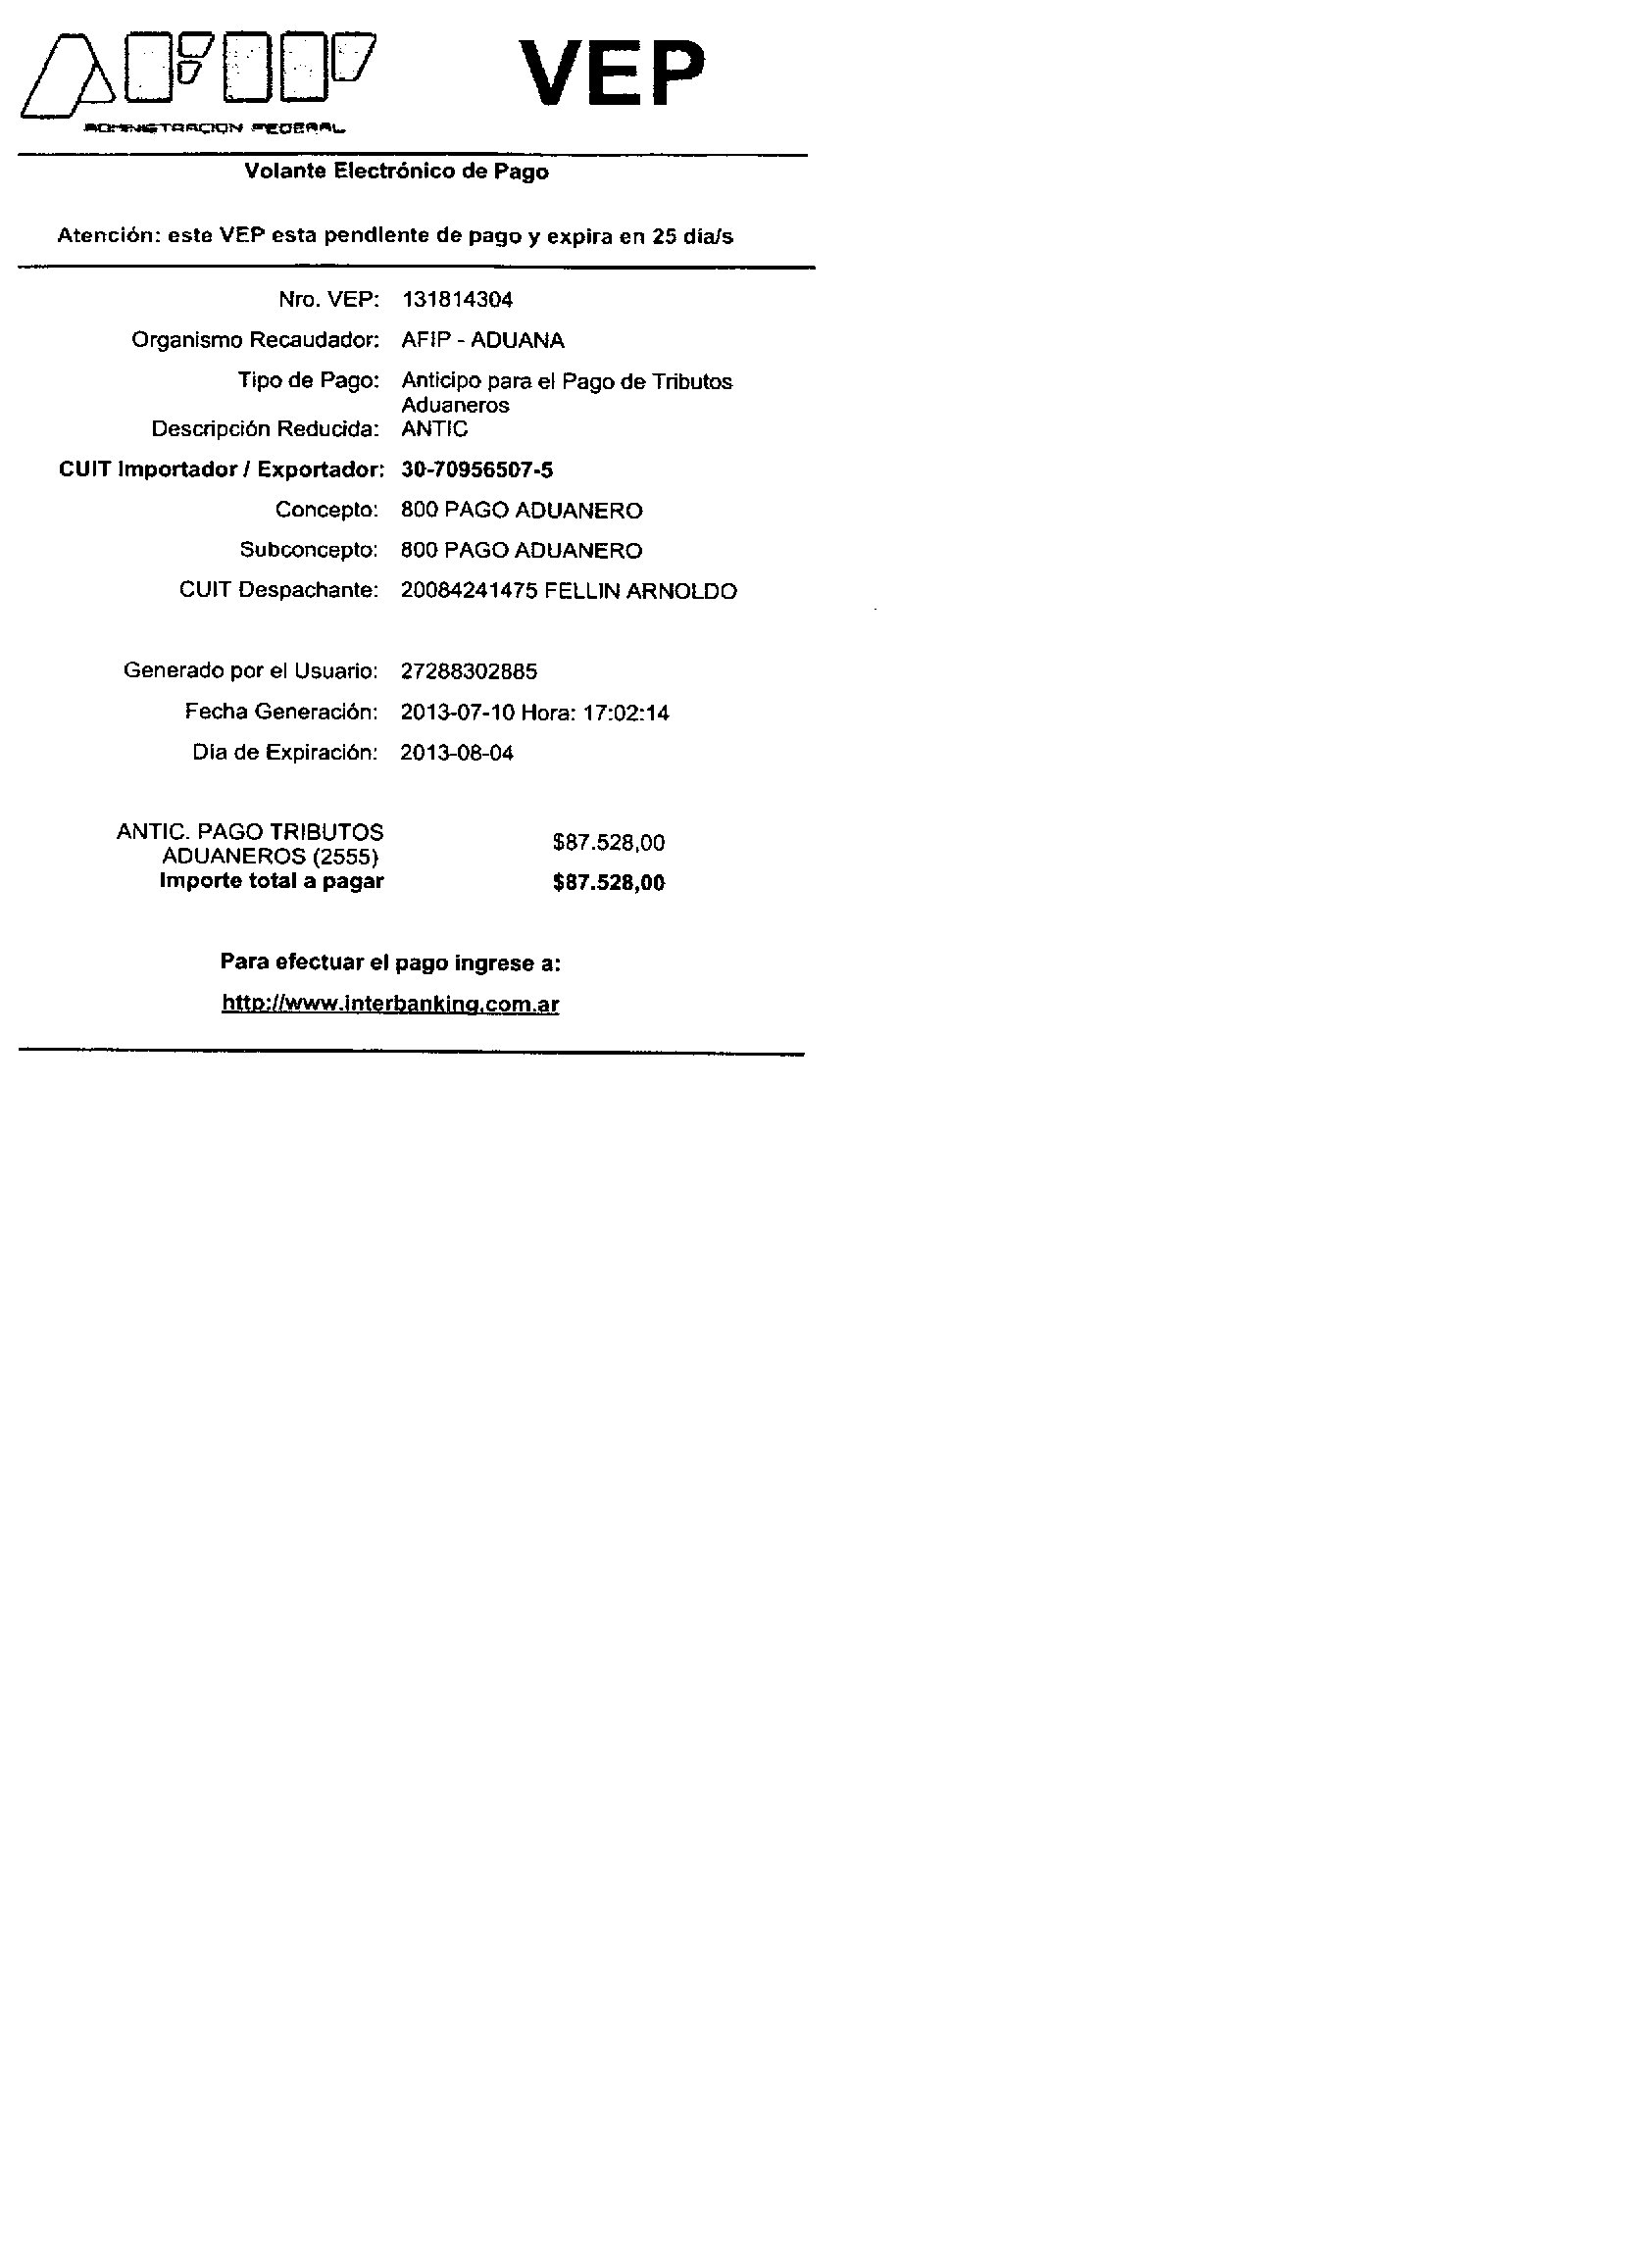 AFIP
VEP
ADMINISTRACION FEDERAL
Volante Electrónico de Pago
Atención: este VEP esta pendiente de pago y expira en 25 día/s
Nro. VEP: 131814304
Organismo Recaudador: AFIP - ADUANA
Tipo de Pago: Anticipo para el Pago de Tributos
Aduaneros
Descripción Reducida: ANTIC
CUIT Importador / Exportador: 30-70956507-5
Concepto: 800 PAGO ADUANERO
Subconcepto: 800 PAGO ADUANERO
CUIT Despachante: 20084241475 FELLIN ARNOLDO
Generado por el Usuario: 27288302885
Fecha Generación: 2013-07-10 Hora: 17:02:14
Día de Expiración: 2013-08-04
ANTIC. PAGO TRIBUTOS
ADUANEROS (2555) $87.528,00
Importe total a pagar $87.528,00
Para efectuar el pago ingrese a:
http://www.interbanking.com.ar